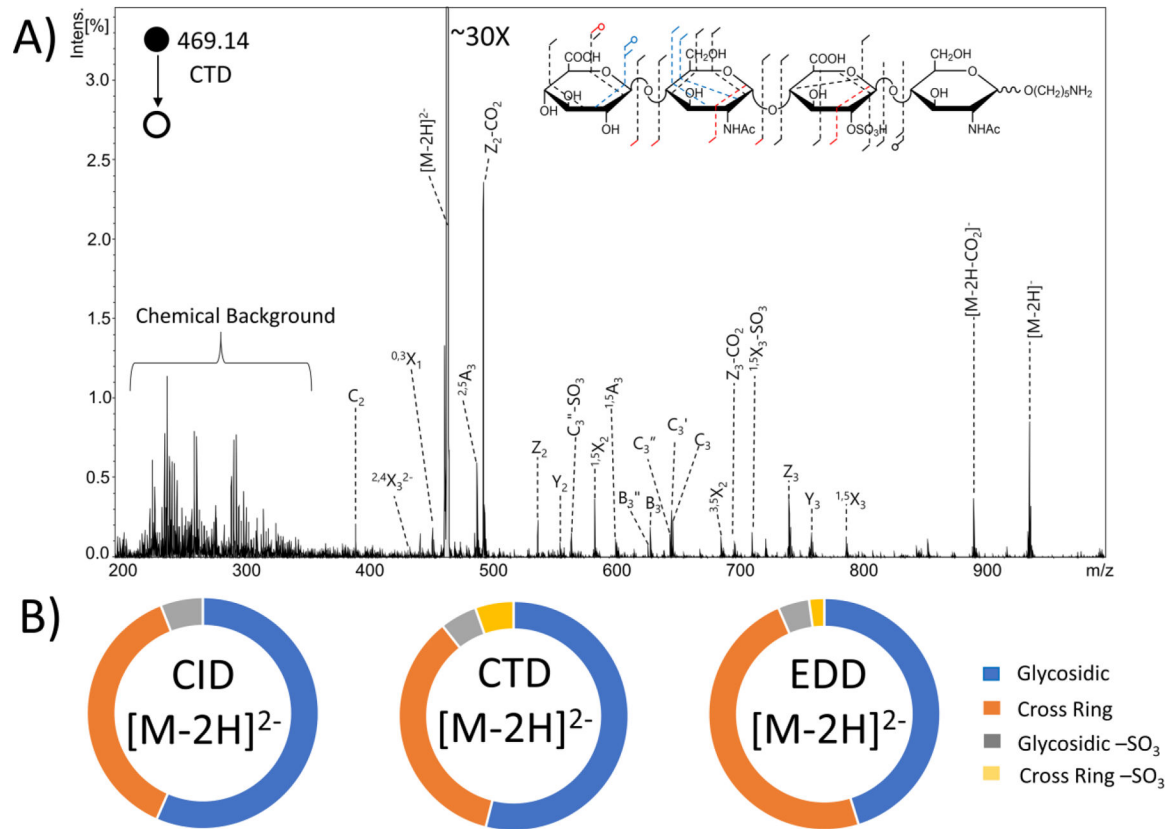 A)
Intens.
[%]
3.0
2.5
2.0
1.5
1.0
0.5
0.0
469.14
CTD
~30X
[M-2H]²⁻
Z₂-CO₂
COOH
O
OH
OH
OH
O
CH₂OH
O
OH
NHAc
O
COOH
O
OH
OSO₃H
O
CH₂OH
O
OH
NHAc
O(CH₂)₅NH2
Chemical Background
C₂
²,⁴X₃²⁻
⁰,³X₁
²,⁵A₃
Z₂
Y₂
C₃"-SO₃
¹,⁵X₂
¹,⁵A₃
C₃"
B₃"
B₃
C₃'
C₃
³,⁵X₂
Z₃-CO₂
¹,⁵X₃-SO₃
Z₃
Y₃
¹,⁵X₃
[M-2H-CO₂]⁻
[M-2H]⁻
200
300
400
500
600
700
800
900
m/z
B)
CID
[M-2H]²⁻
CTD
[M-2H]²⁻
EDD
[M-2H]²⁻
Glycosidic
Cross Ring
Glycosidic –SO₃
Cross Ring –SO₃